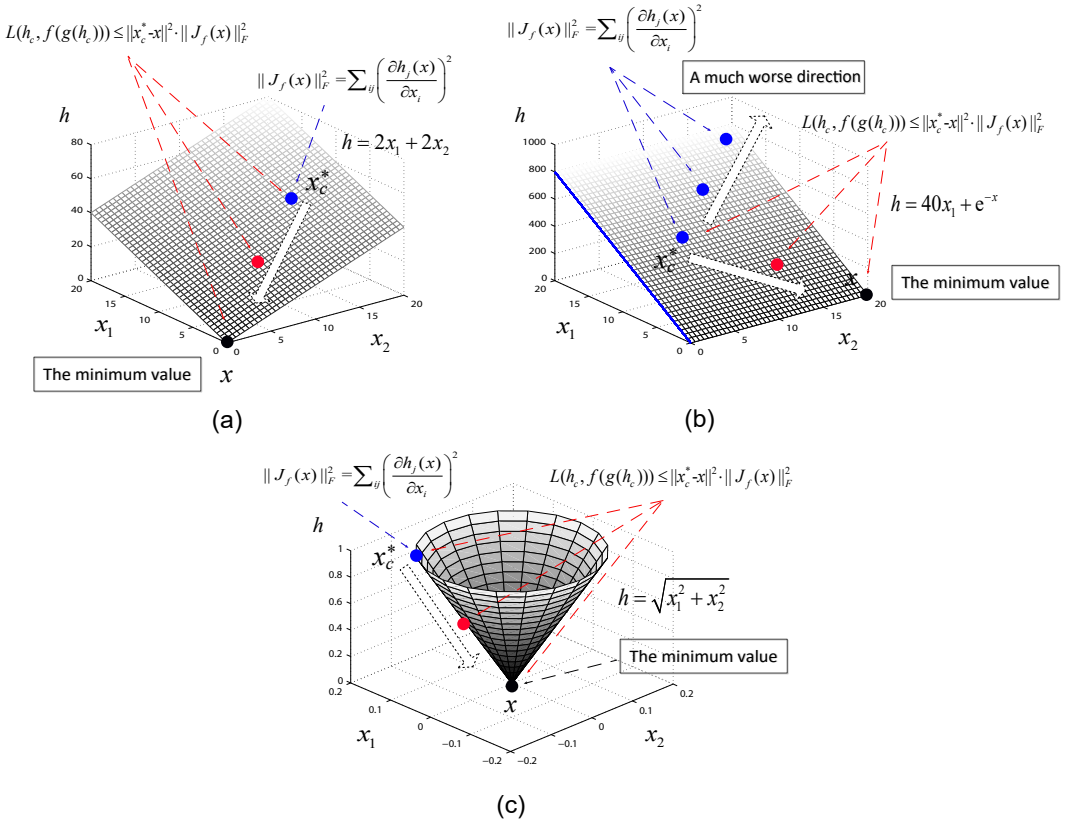 L(h_c, f(g(h_c))) ≤ ||x_c^*-x||^2 · ||J_f(x)||_F^2
||J_f(x)||_F^2 = ∑_{ij} (∂h_j(x)/∂x_i)^2
h
h = 2x_1 + 2x_2
x_c^*
80
60
40
20
0
20
15
10
5
0
x_1
0
5
10
15
20
x_2
The minimum value
x
(a)
||J_f(x)||_F^2 = ∑_{ij} (∂h_j(x)/∂x_i)^2
A much worse direction
L(h_c, f(g(h_c))) ≤ ||x_c^*-x||^2 · ||J_f(x)||_F^2
h
h = 40x_1 + e^{-x}
x_c^*
x
The minimum value
1000
800
600
400
200
0
20
15
10
5
0
x_1
0
5
10
15
20
x_2
(b)
||J_f(x)||_F^2 = ∑_{ij} (∂h_j(x)/∂x_i)^2
L(h_c, f(g(h_c))) ≤ ||x_c^*-x||^2 · ||J_f(x)||_F^2
h
x_c^*
h = √(x_1^2 + x_2^2)
The minimum value
1
0.8
0.6
0.4
0.2
0
0.2
0.1
0
−0.1
−0.2
x_1
x
−0.2
−0.1
0
0.1
0.2
x_2
(c)